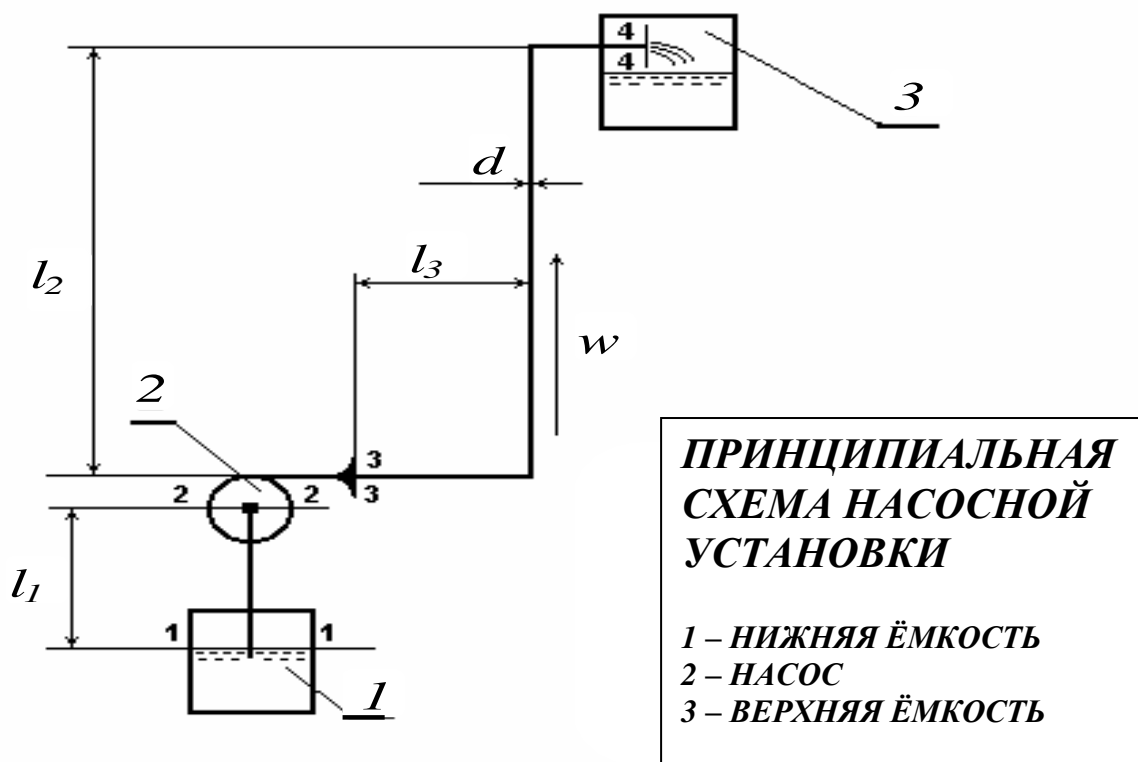 4
4
3
d
l3
l2
w
2
3
3
2
2
l1
1
1
1
ПРИНЦИПИАЛЬНАЯ
СХЕМА НАСОСНОЙ
УСТАНОВКИ
1 – НИЖНЯЯ ЁМКОСТЬ
2 – НАСОС
3 – ВЕРХНЯЯ ЁМКОСТЬ